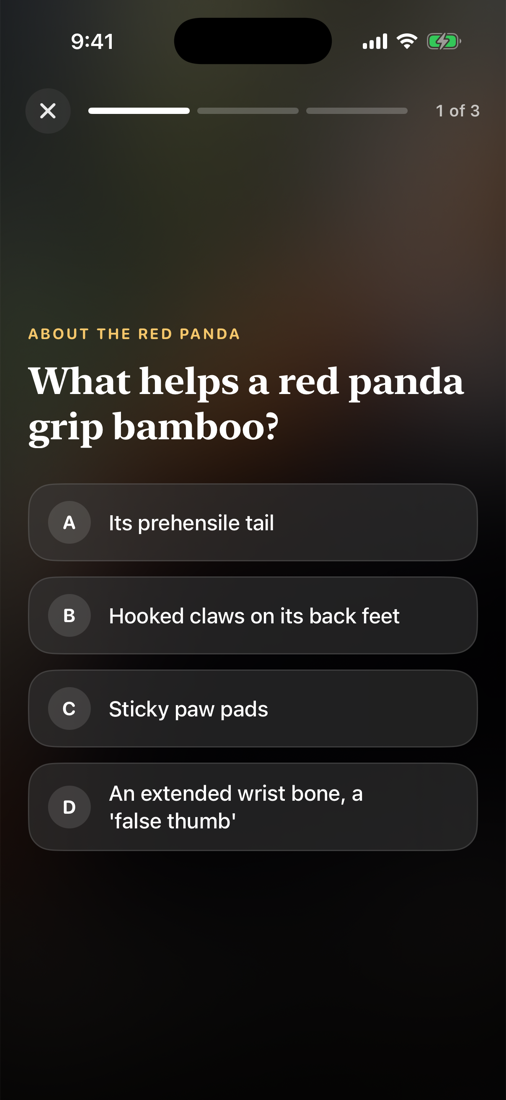 9:41
1 of 3
ABOUT THE RED PANDA
What helps a red panda
grip bamboo?
A Its prehensile tail
B Hooked claws on its back feet
C Sticky paw pads
D An extended wrist bone, a
'false thumb'